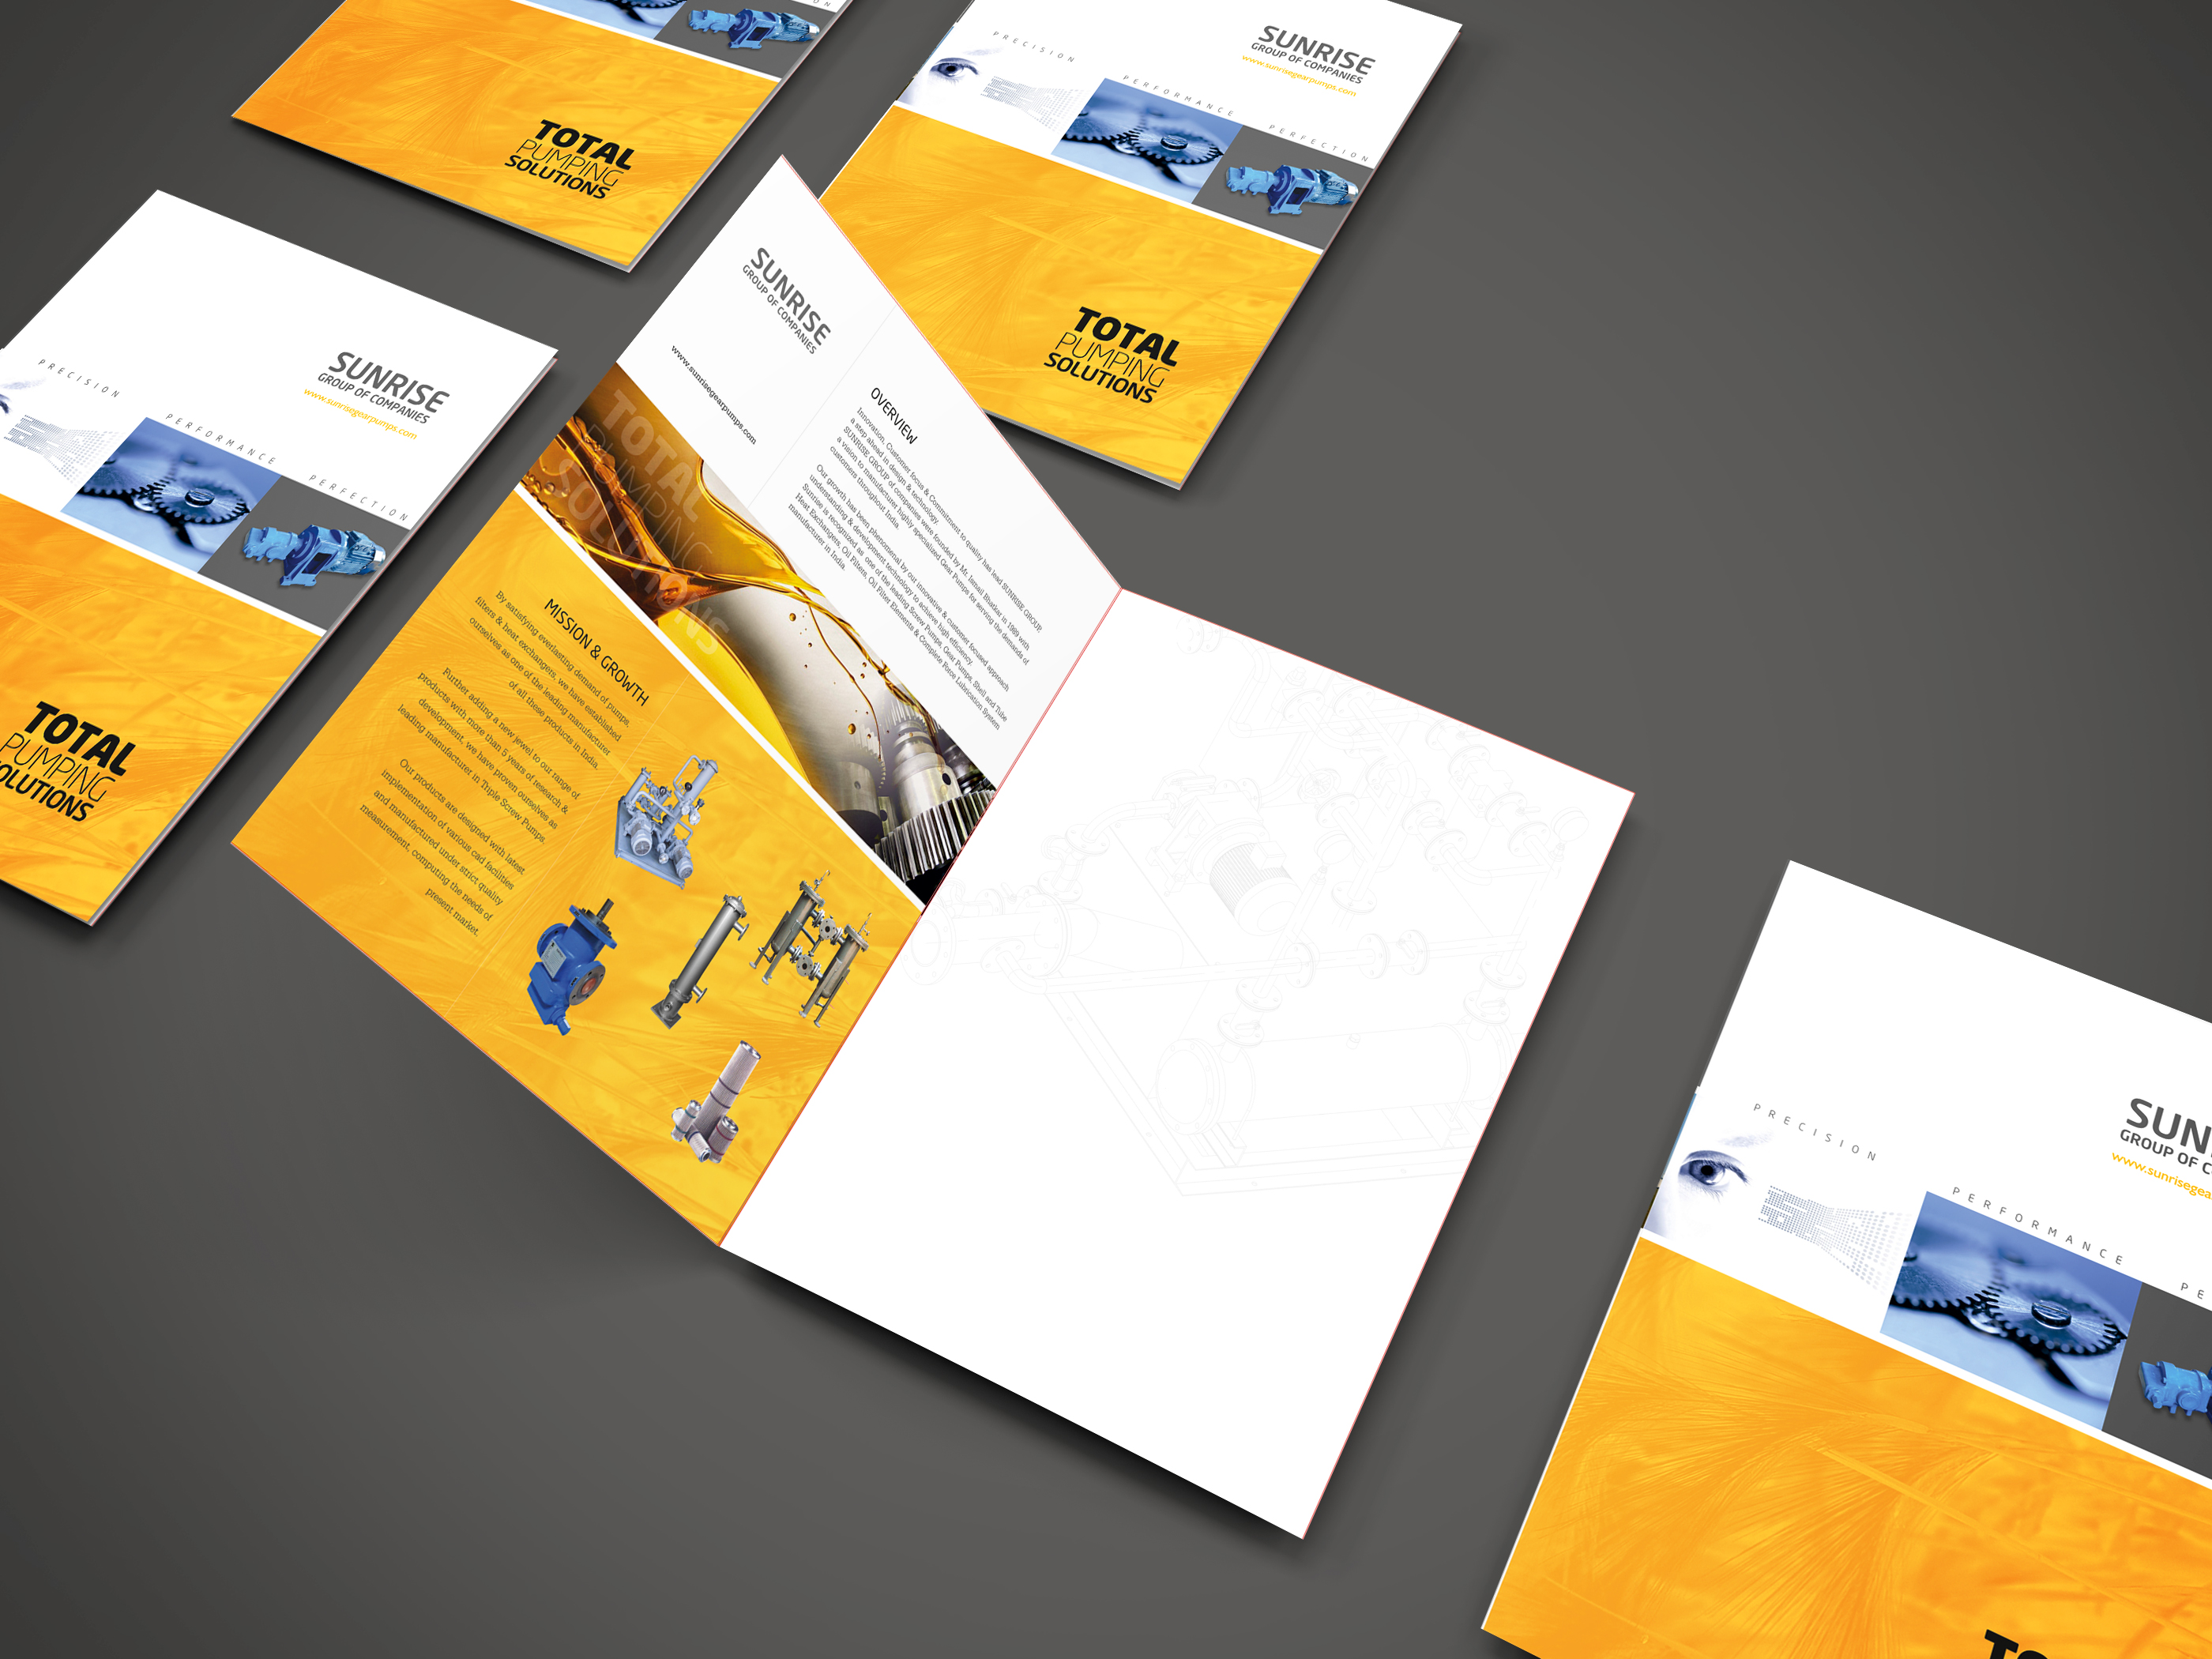 TOTAL
PUMPING
SOLUTIONS
PRECISION
PERFORMANCE
PERFECTION
SUNRISE
GROUP OF COMPANIES
www.sunrisegearpumps.com
TOTAL
PUMPING
SOLUTIONS
PRECISION
PERFORMANCE
PERFECTION
SUNRISE
GROUP OF COMPANIES
www.sunrisegearpumps.com
TOTAL
PUMPING
SOLUTIONS
SUNRISE
GROUP OF COMPANIES
www.sunrisegearpumps.com
OVERVIEW
Innovation, Customer focus & Commitment to quality has lead SUNRISE GROUP,
a step ahead in design & technology.
SUNRISE GROUP of companies were founded by Mr. Ismail Bhatkar in 1989 with
a vision to manufacturer highly specialized Gear Pumps for serving the demands of
customers throughout India.
Our growth has been phenomenal by our innovative & customer focused approach
understanding & development technology to achieve high efficiency.
Sunrise is recognized as one of the leading Screw Pumps, Gear Pumps, Shell and Tube
Heat Exchangers, Oil Filters, Oil Filter Elements & Complete Force Lubrication System
manufacturer in India.
TOTAL
PUMPING
SOLUTIONS
MISSION & GROWTH
By satisfying everlasting demand of pumps,
filters & heat exchangers, we have established
ourselves as one of the leading manufacturer
of all these products in India.
Further adding a new jewel to our range of
products with more than 5 years of research &
development, we have proven ourselves as
leading manufacturer in Triple Screw Pumps.
Our products are designed with latest
implementation of various cad facilities
and manufactured under strict quality
measurement, computing the needs of
present market.
PRECISION
PERFORMANCE
SUN
GROUP OF C
www.sunrisegea